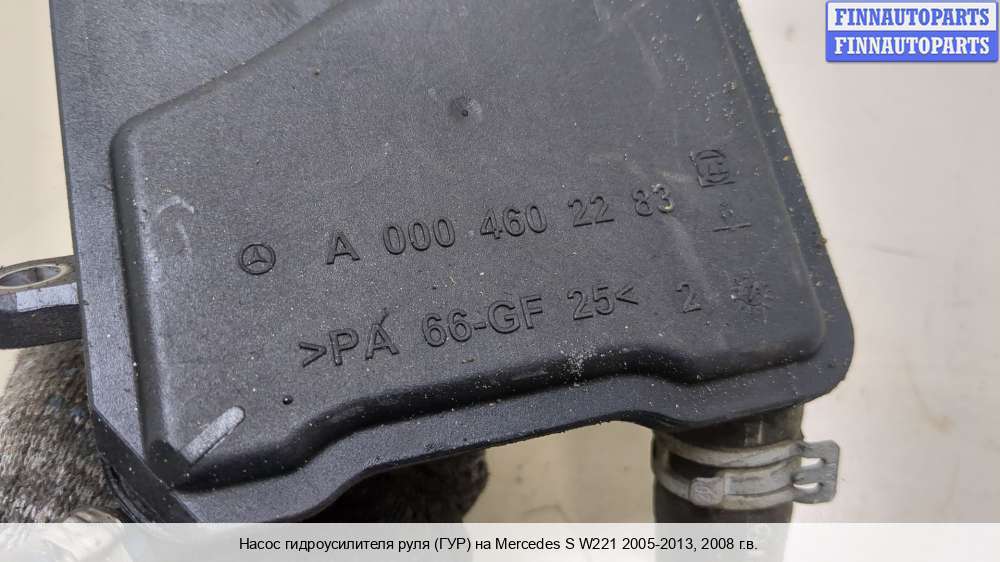 FINNAUTOPARTS
FINNAUTOPARTS
A 000 460 22 83
>PA 66-GF 25< 2
Насос гидроусилителя руля (ГУР) на Mercedes S W221 2005-2013, 2008 г.в.